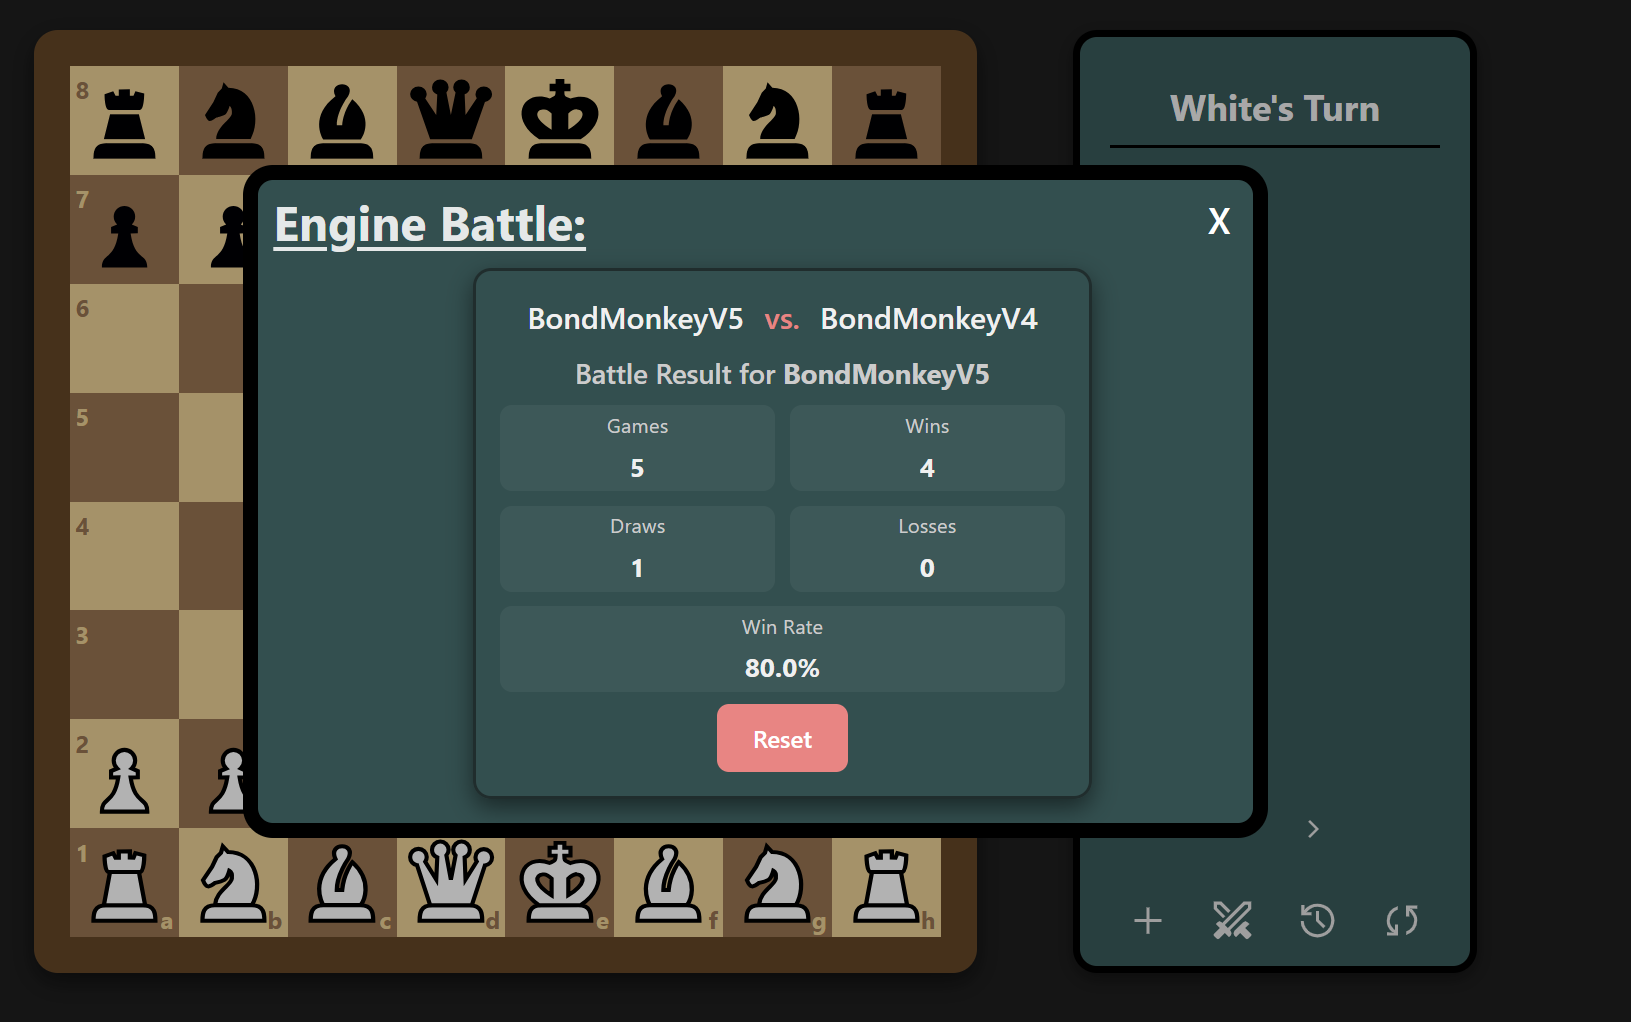 8
White's Turn
7
Engine Battle:
X
6
BondMonkeyV5 vs. BondMonkeyV4
Battle Result for BondMonkeyV5
5
Games
Wins
5
4
4
Draws
Losses
1
0
3
Win Rate
80.0%
2
Reset
1
a b c d e f g h